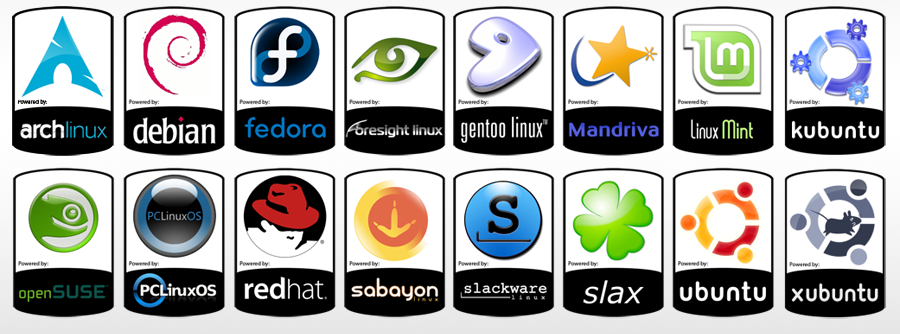 Powered by:
archlinux
Powered by:
debian
f
Powered by:
fedora
Powered by:
foresight linux
Powered by:
gentoo linux™
Powered by:
Mandriva
lm
Powered by:
Linux Mint
Powered by:
kubuntu
Powered by:
openSUSE
PCLinuxOS
Powered by:
PCLinuxOS
Powered by:
redhat.
Powered by:
sabayon
linux
S
Powered by:
slackware
linux
Powered by:
slax
Powered by:
ubuntu
Powered by:
xubuntu